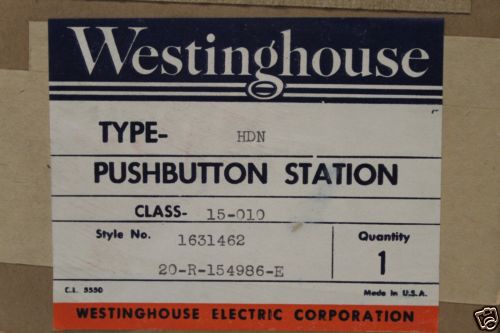 Westinghouse
TYPE- HDN
PUSHBUTTON STATION
CLASS- 15-010
Style No. 1631462
Quantity
20-R-154986-E
1
C.L. 5550
Made in U.S.A.
WESTINGHOUSE ELECTRIC CORPORATION